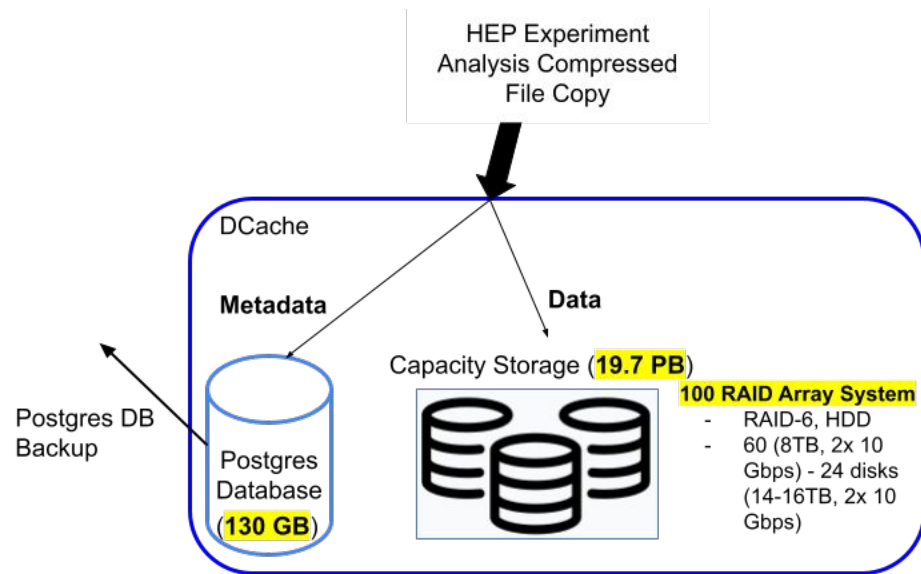 HEP Experiment
Analysis Compressed
File Copy
DCache
Metadata
Data
Capacity Storage (19.7 PB)
100 RAID Array System
- RAID-6, HDD
- 60 (8TB, 2x 10
Gbps) - 24 disks
(14-16TB, 2x 10
Gbps)
Postgres DB
Backup
Postgres
Database
(130 GB)